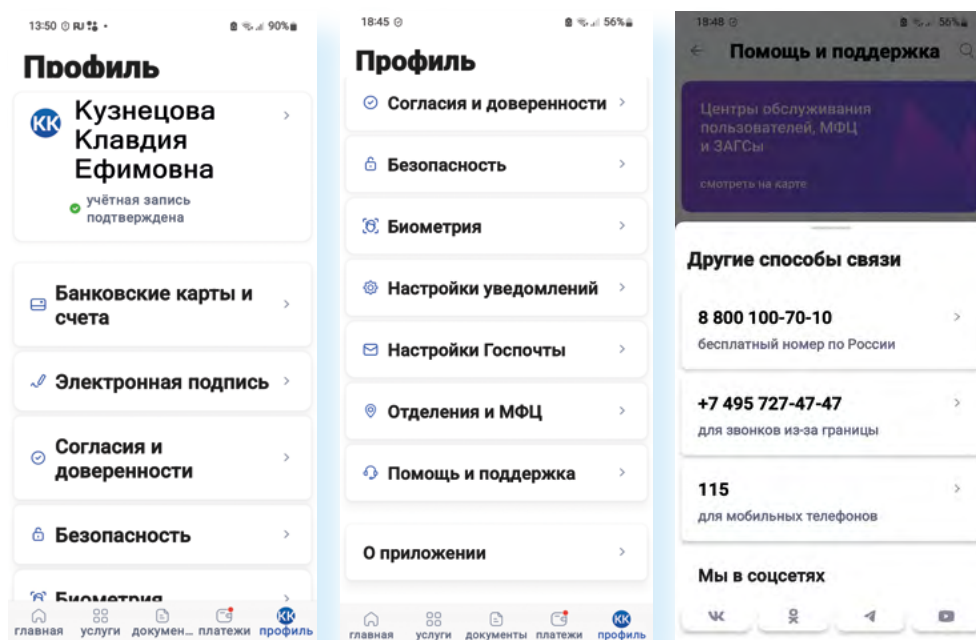 13:50
90%
Профиль
КК
Кузнецова
Клавдия
Ефимовна
учётная запись
подтверждена
Банковские карты и
счета
Электронная подпись
Согласия и
доверенности
Безопасность
Биометрия
главная услуги докумен... платежи профиль
КК
18:45
56%
Профиль
Согласия и доверенности
Безопасность
Биометрия
Настройки уведомлений
Настройки Госпочты
Отделения и МФЦ
Помощь и поддержка
О приложении
КК
главная услуги документы платежи профиль
18:48
56%
Помощь и поддержка
Центры обслуживания
пользователей, МФЦ
и ЗАГСы
смотреть на карте
Другие способы связи
8 800 100-70-10
бесплатный номер по России
+7 495 727-47-47
для звонков из-за границы
115
для мобильных телефонов
Мы в соцсетях